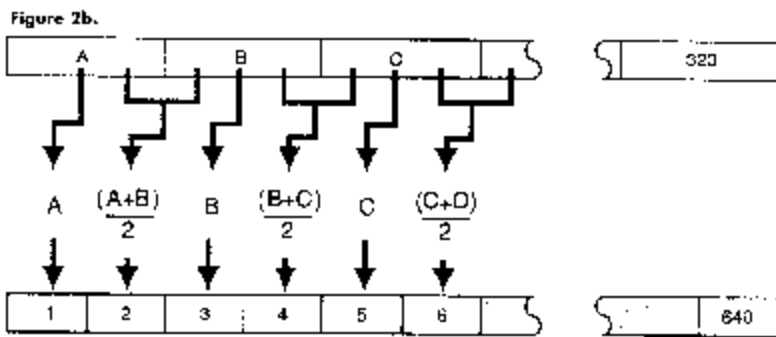 Figure 2b.
A B C 320
A (A+B)/2 B (B+C)/2 C (C+D)/2
1 2 3 4 5 6 640